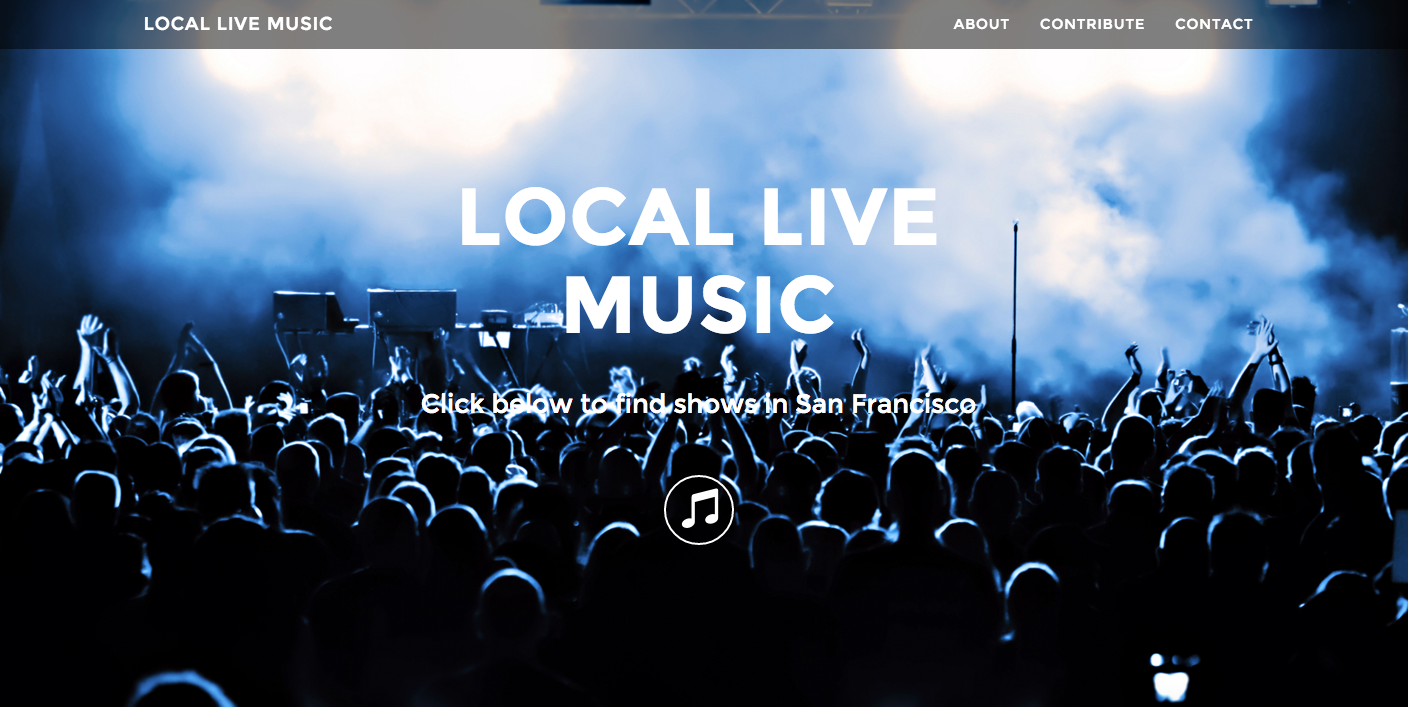 LOCAL LIVE MUSIC
ABOUT CONTRIBUTE CONTACT
LOCAL LIVE
MUSIC
Click below to find shows in San Francisco